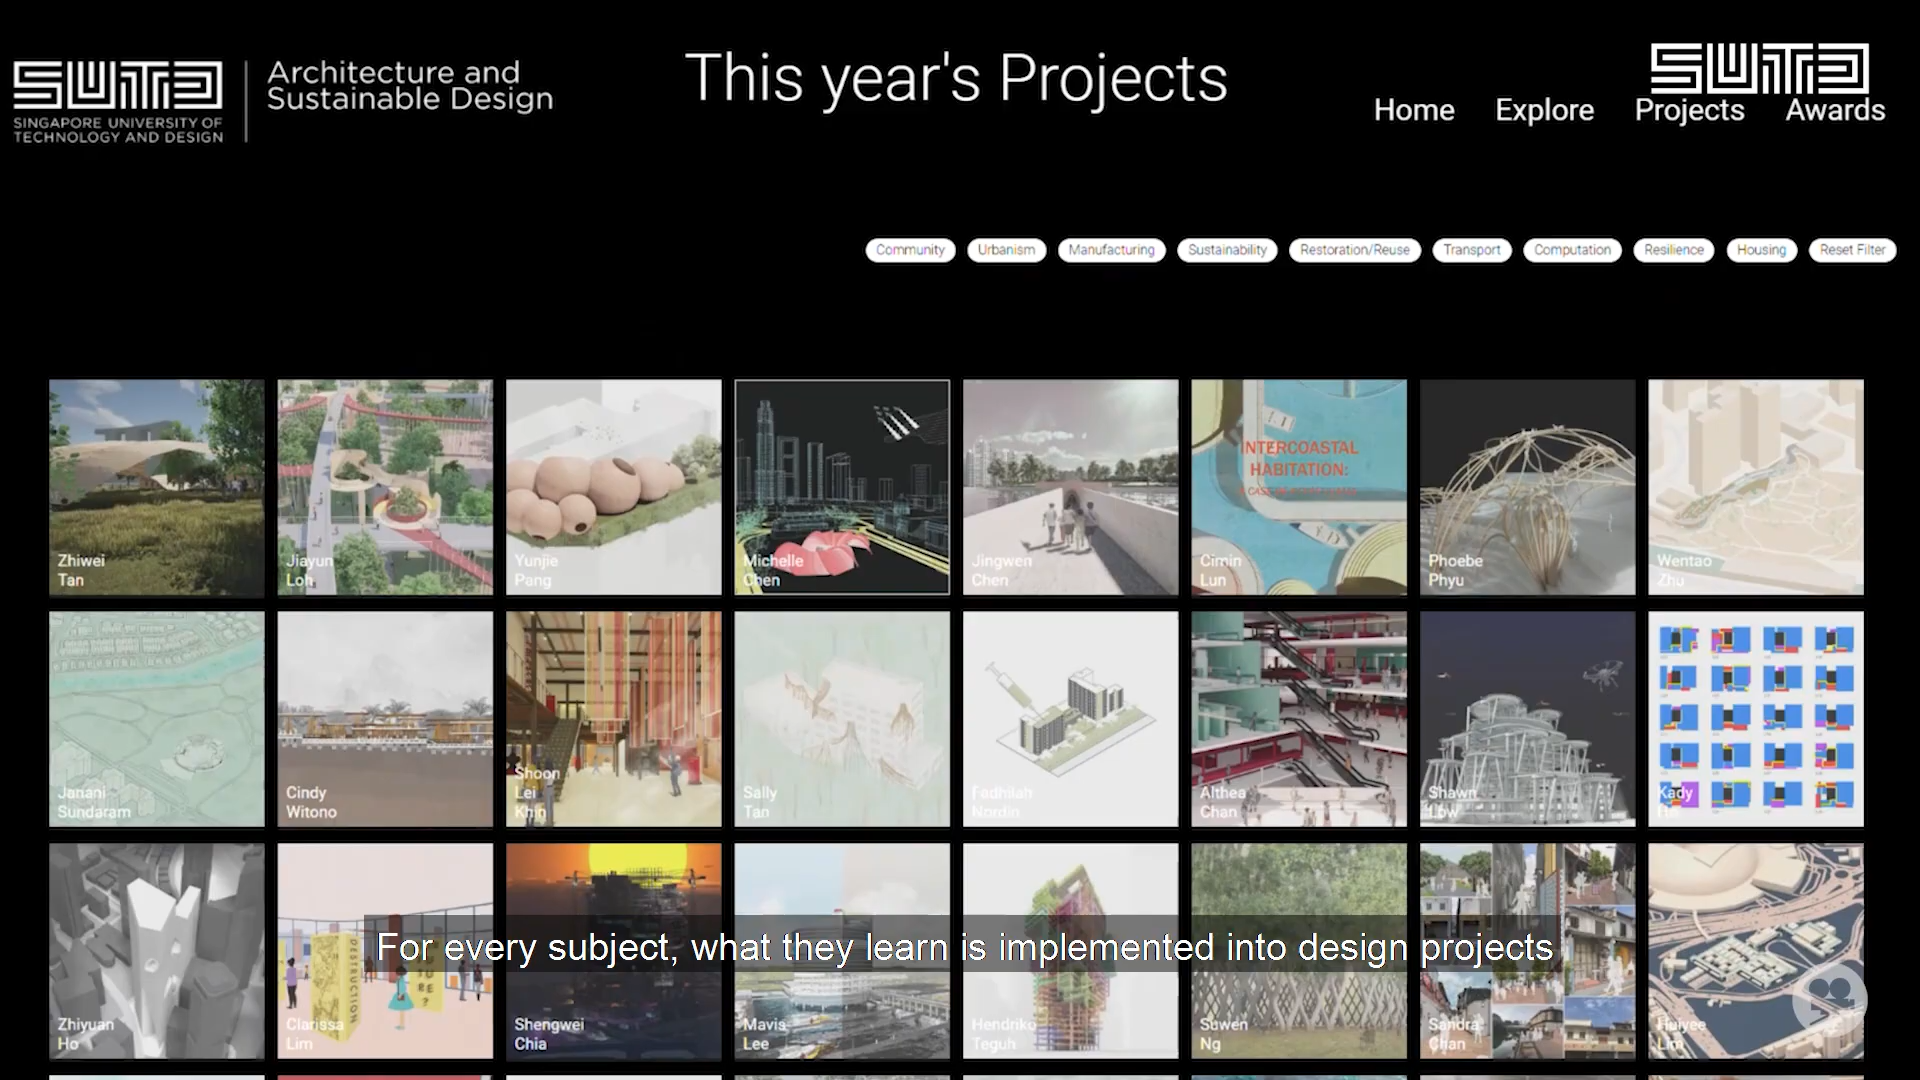 SUTD
SINGAPORE UNIVERSITY OF
TECHNOLOGY AND DESIGN
Architecture and
Sustainable Design
This year's Projects
SUTD
Home Explore Projects Awards
Community Urbanism Manufacturing Sustainability Restoration/Reuse Transport Computation Resilience Housing Reset Filter
INTERCOASTAL
HABITATION:
Zhiwei
Tan
Jiayun
Loh
Yunjie
Pang
Michelle
Chen
Jingwen
Chen
Cimin
Lun
Phoebe
Phyu
Wentao
Zhu
Janani
Sundaram
Cindy
Witono
Shoon
Lei
Khin
Sally
Tan
Fadhilah
Nordin
Althea
Chan
Shawn
Low
Kady
DESTRUCTION
For every subject, what they learn is implemented into design projects
Zhiyuan
Ho
Clarissa
Lim
Shengwei
Chia
Mavis
Lee
Hendriko
Teguh
Suwen
Ng
Sandra
Chan
Huiyee
Lim